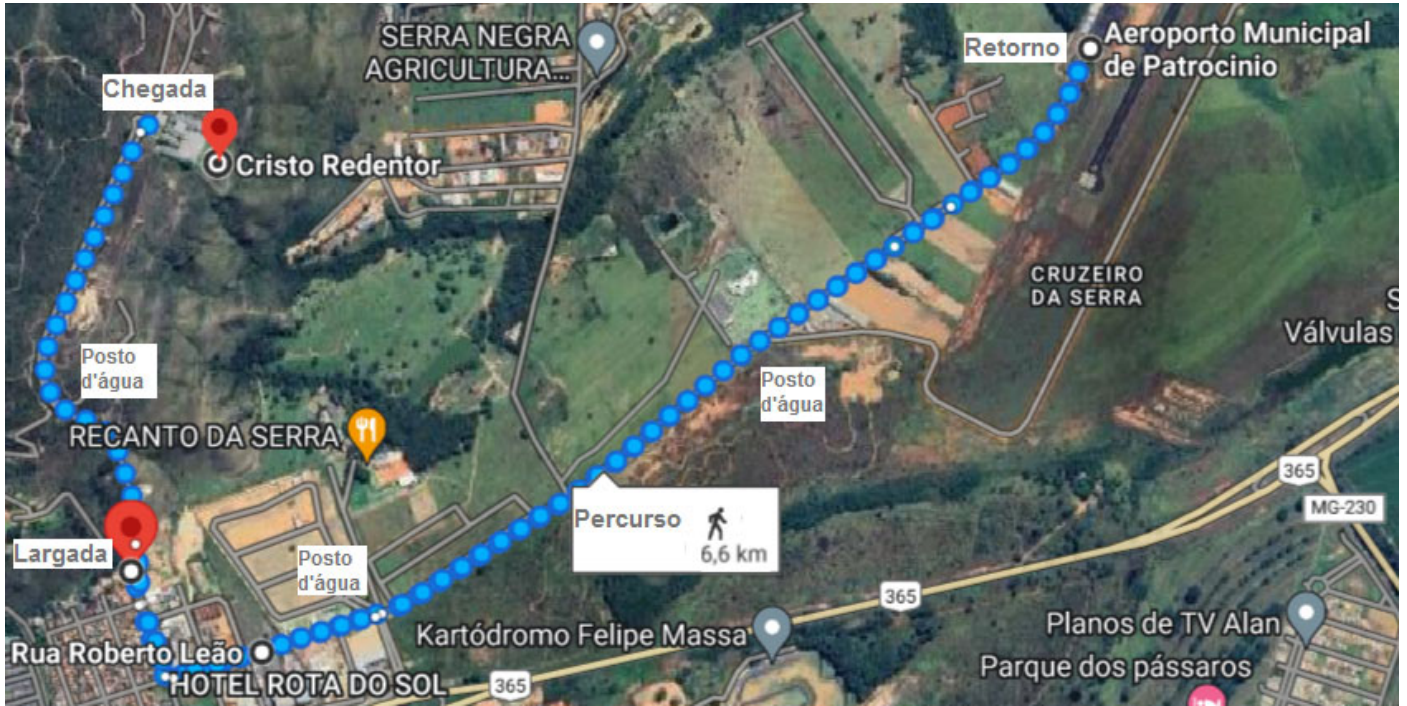 SERRA NEGRA
AGRICULTURA...
Retorno
Aeroporto Municipal
de Patrocinio
Chegada
Cristo Redentor
CRUZEIRO
DA SERRA
S
Válvulas
Posto
d'água
Posto
d'água
RECANTO DA SERRA
365
MG-230
Percurso
6,6 km
Largada
Posto
d'água
365
Kartódromo Felipe Massa
Planos de TV Alan
Rua Roberto Leão
Parque dos pássaros
HOTEL ROTA DO SOL
365